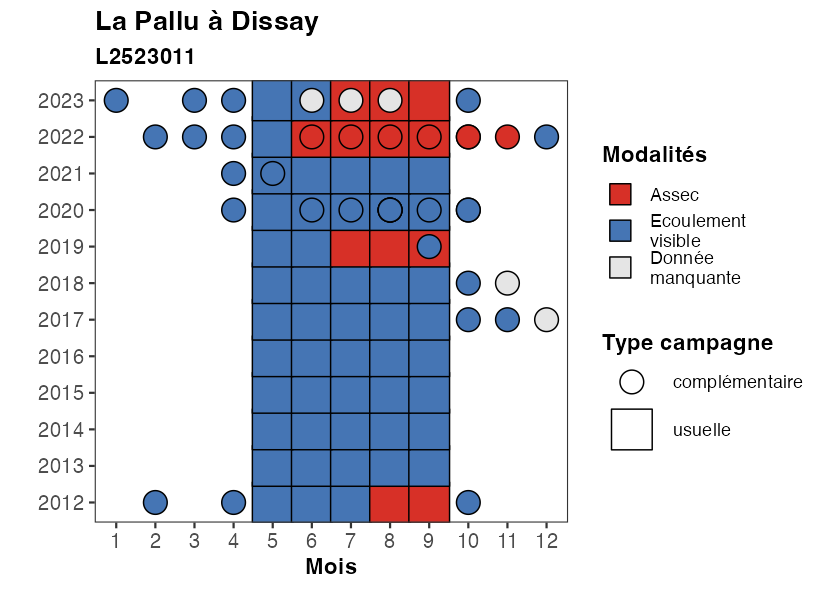 La Pallu à Dissay
L2523011
2023
2022
2021
2020
2019
2018
2017
2016
2015
2014
2013
2012
1 2 3 4 5 6 7 8 9 10 11 12
Mois
Modalités
Assec
Ecoulement
visible
Donnée
manquante
Type campagne
complémentaire
usuelle